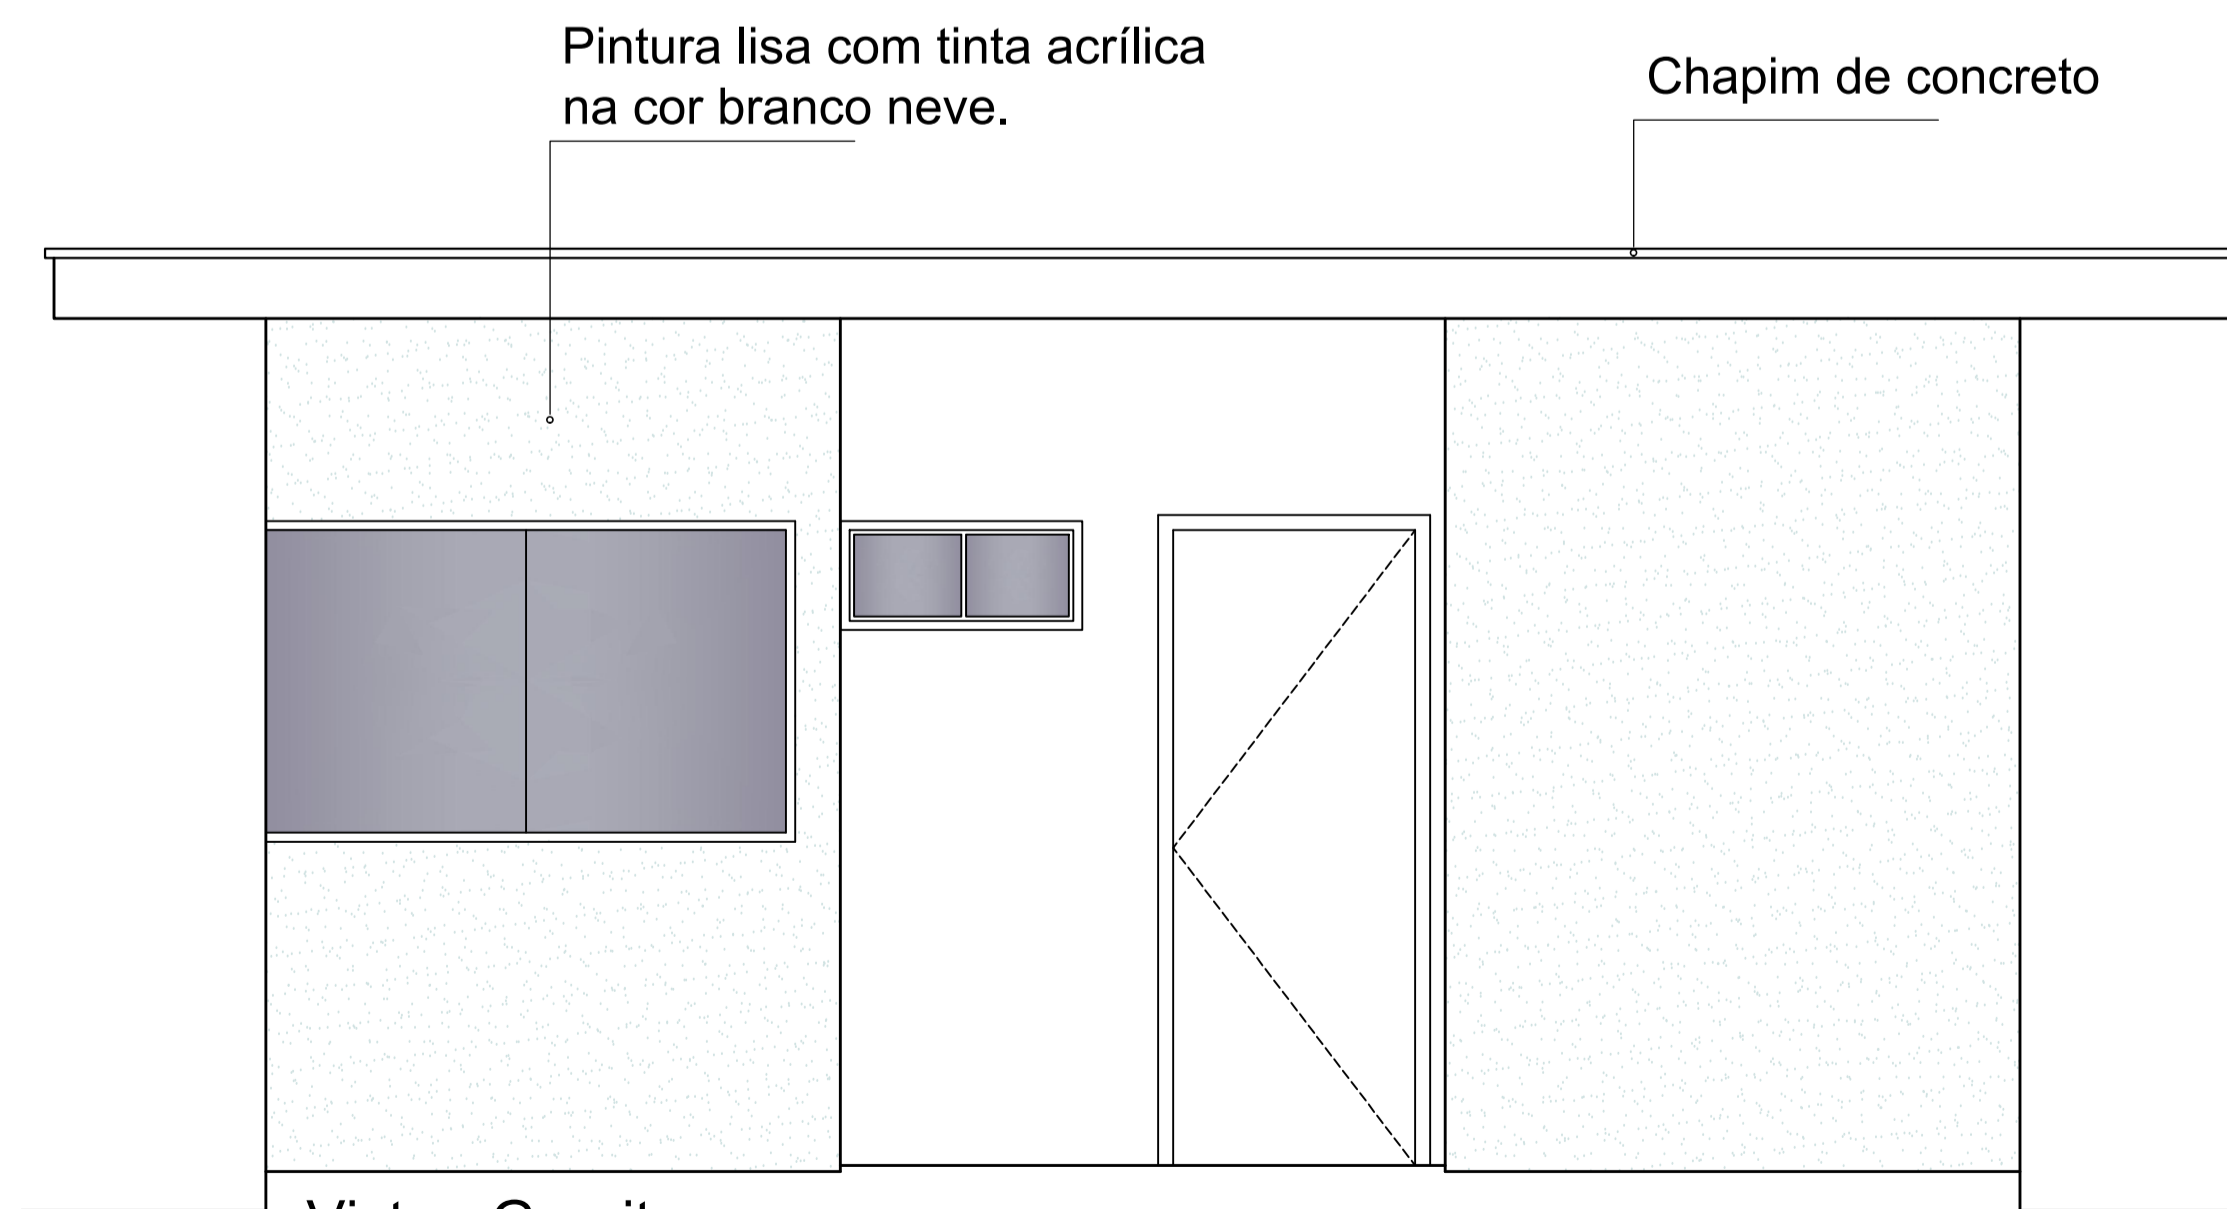 Pintura lisa com tinta acrílica
na cor branco neve.
Chapim de concreto